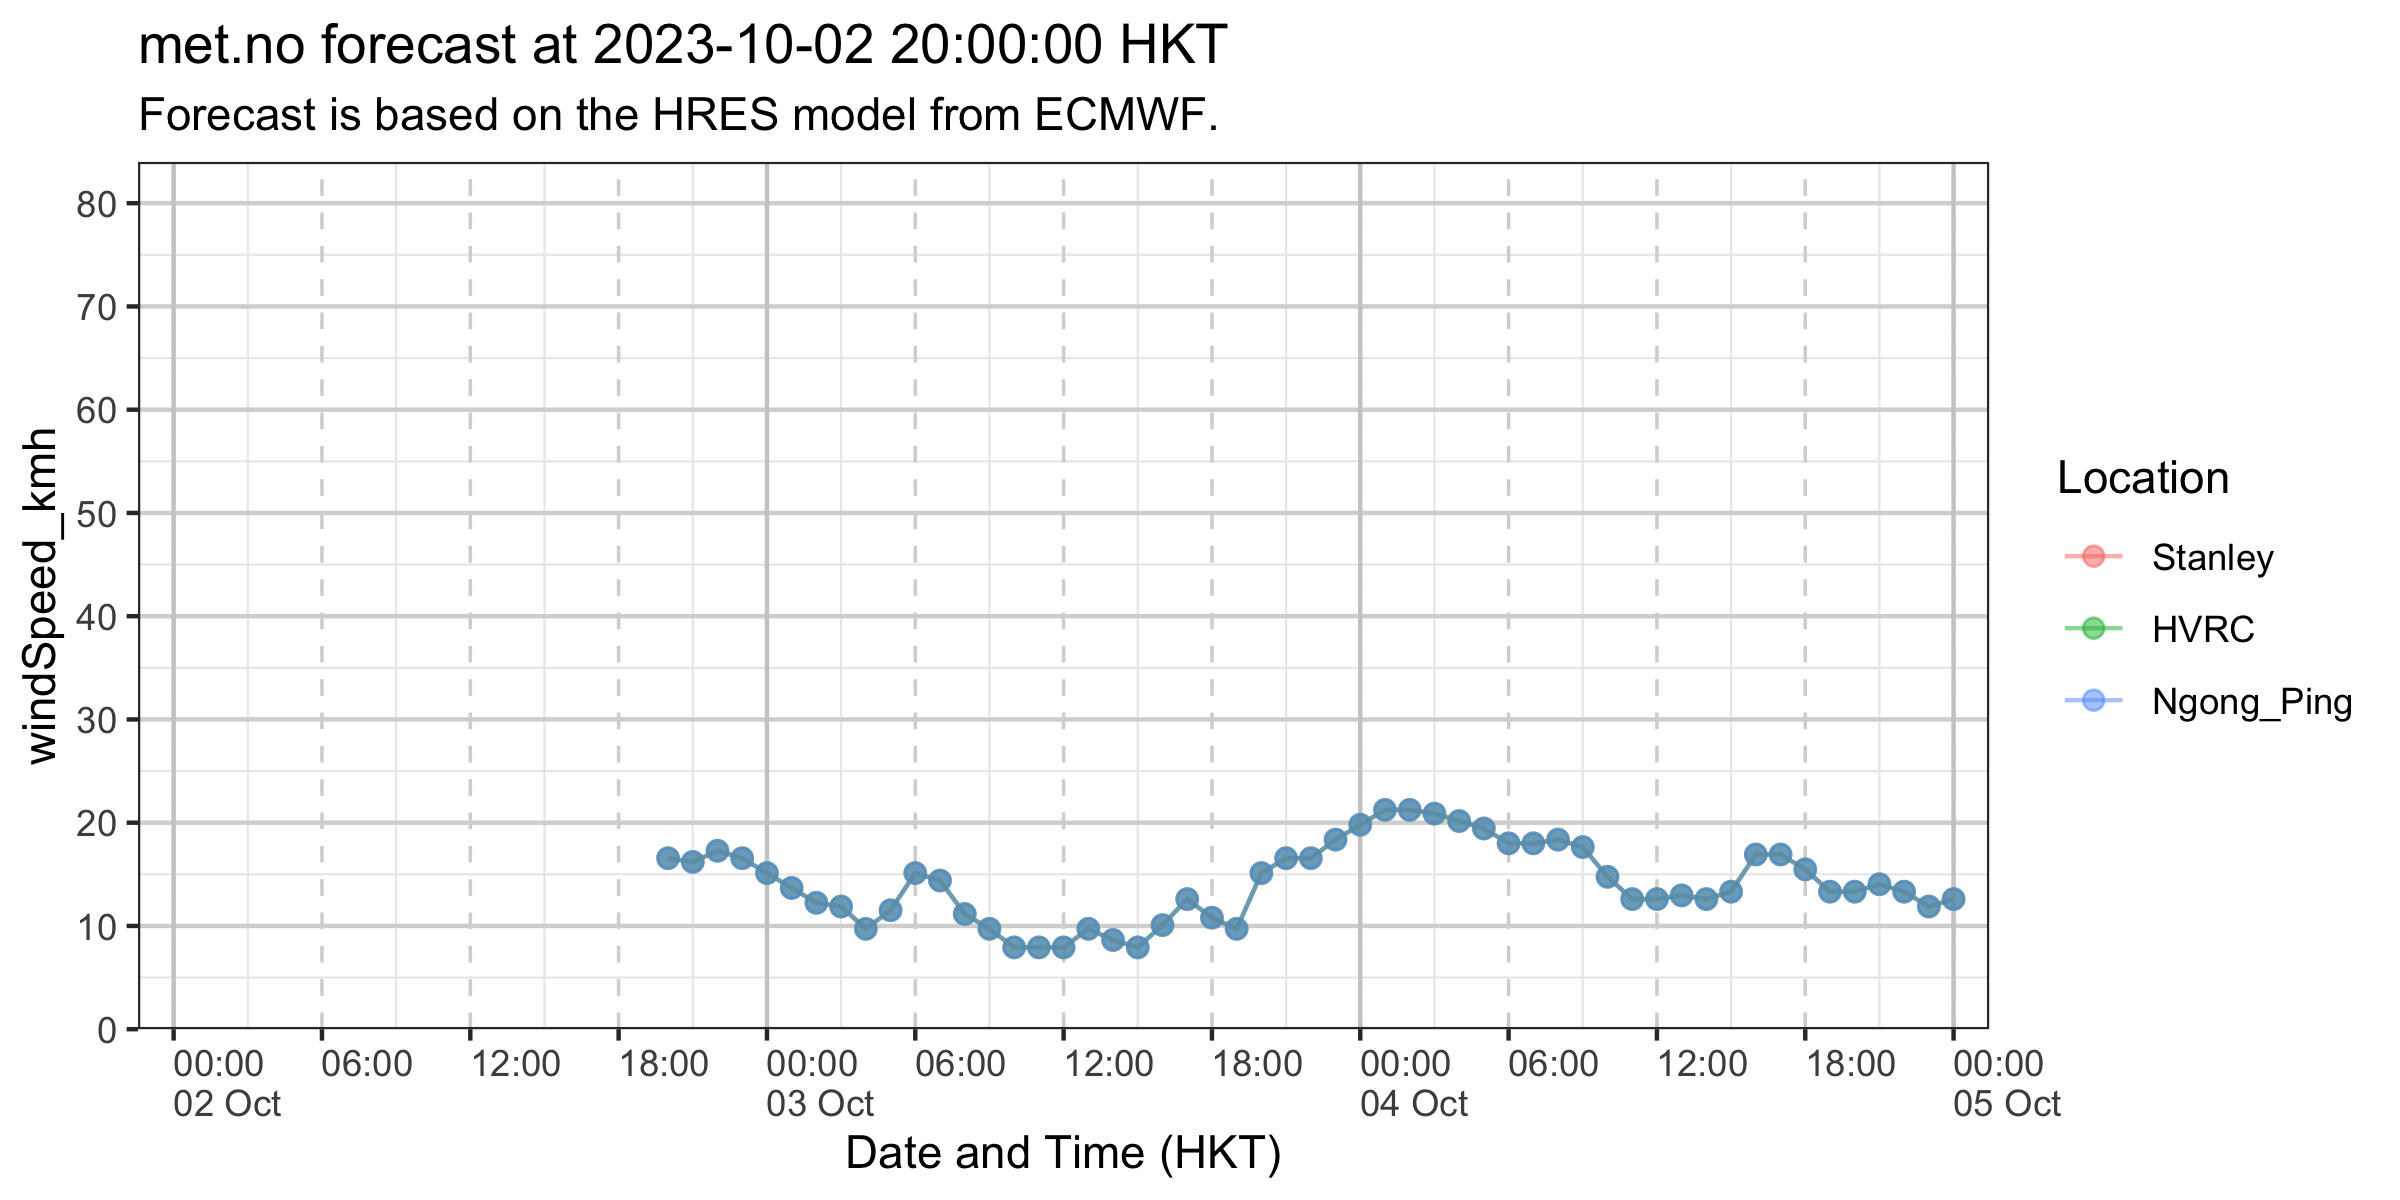 met.no forecast at 2023-10-02 20:00:00 HKT
Forecast is based on the HRES model from ECMWF.
windSpeed_kmh
80
70
60
50
40
30
20
10
0
00:00 06:00 12:00 18:00 00:00 06:00 12:00 18:00 00:00 06:00 12:00 18:00 00:00
02 Oct 03 Oct 04 Oct 05 Oct
Date and Time (HKT)
Location
Stanley
HVRC
Ngong_Ping